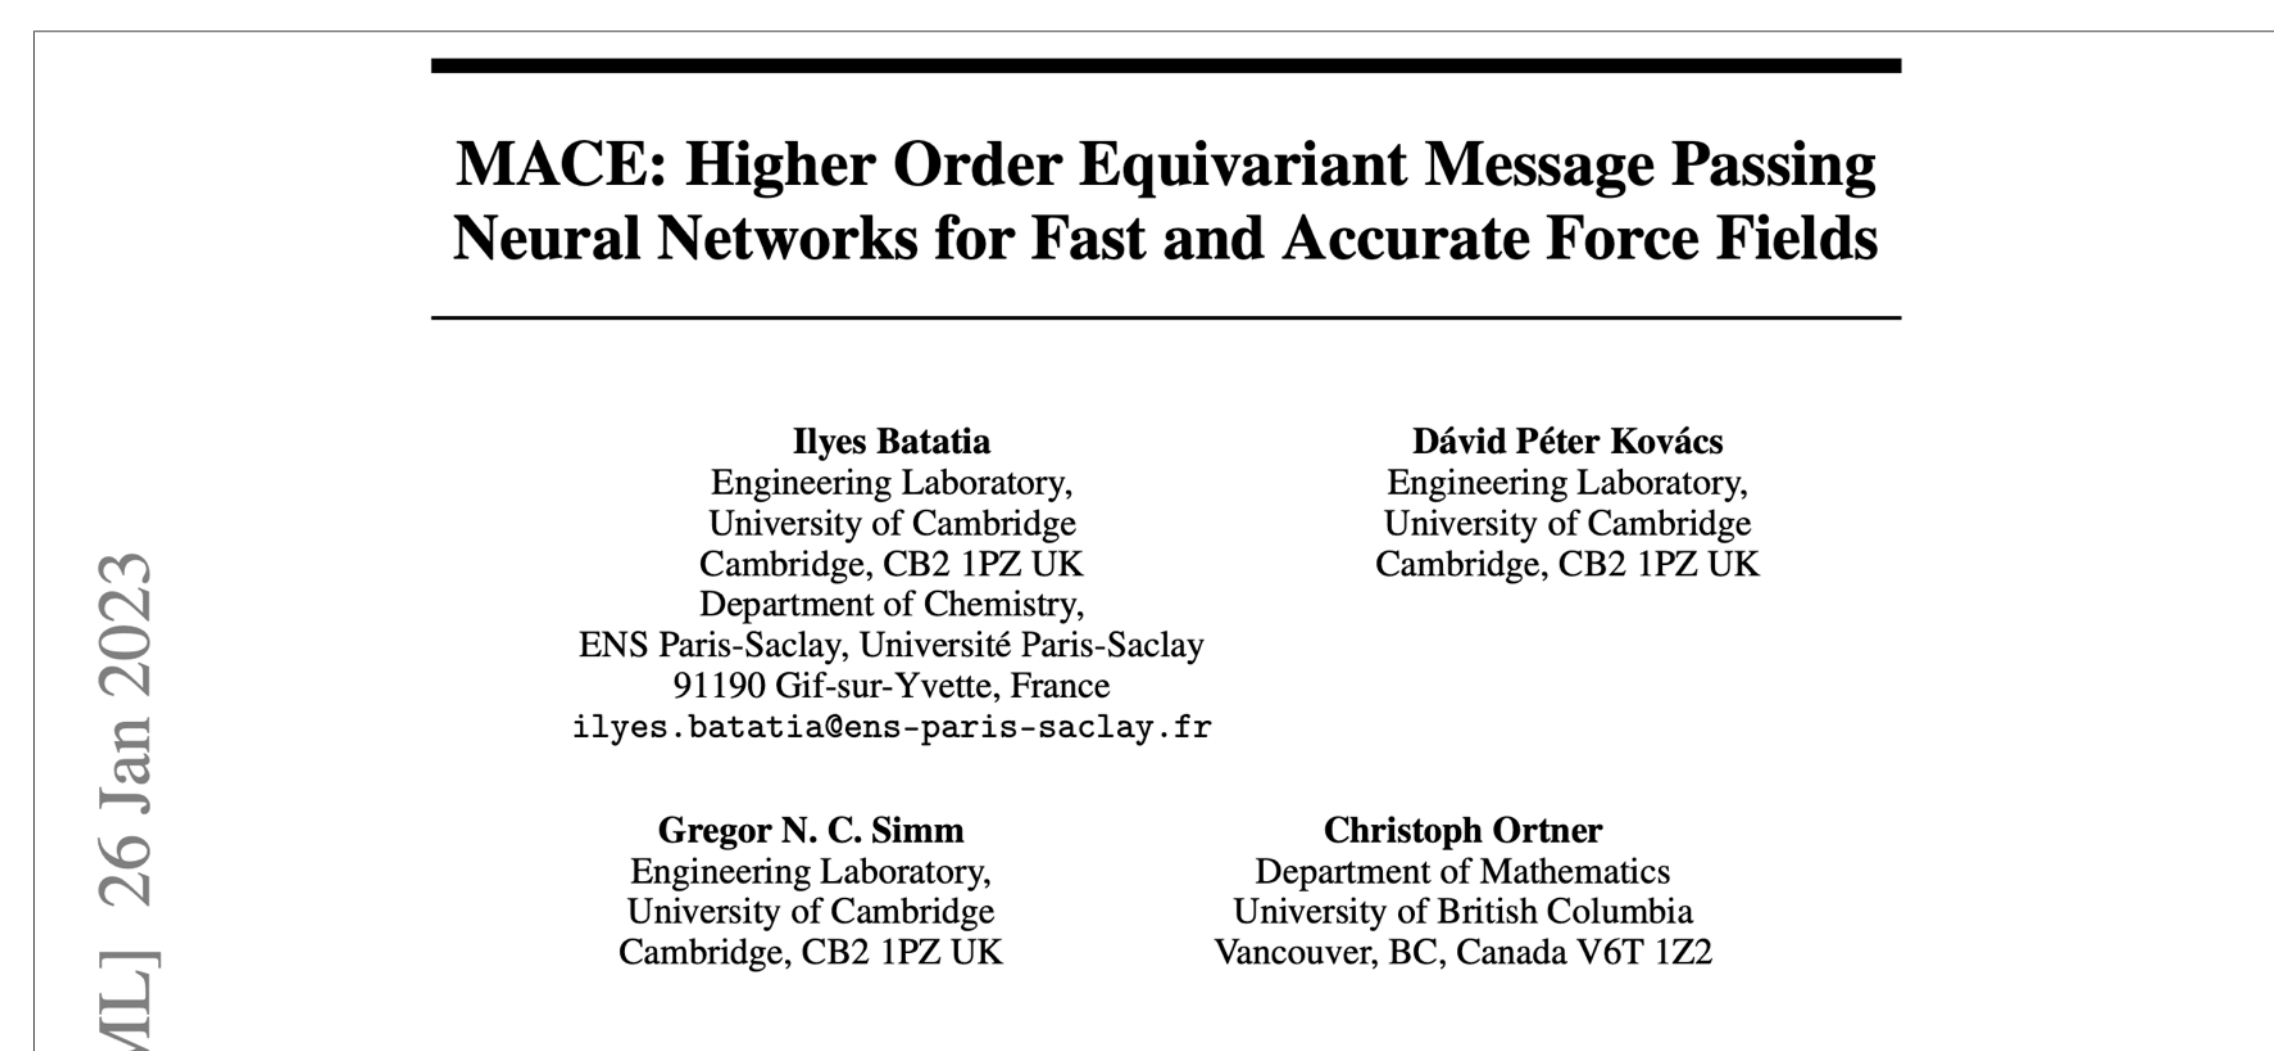 MACE: Higher Order Equivariant Message Passing
Neural Networks for Fast and Accurate Force Fields
Ilyes Batatia
Engineering Laboratory,
University of Cambridge
Cambridge, CB2 1PZ UK
Department of Chemistry,
ENS Paris-Saclay, Université Paris-Saclay
91190 Gif-sur-Yvette, France
ilyes.batatia@ens-paris-saclay.fr
Dávid Péter Kovács
Engineering Laboratory,
University of Cambridge
Cambridge, CB2 1PZ UK
Gregor N. C. Simm
Engineering Laboratory,
University of Cambridge
Cambridge, CB2 1PZ UK
Christoph Ortner
Department of Mathematics
University of British Columbia
Vancouver, BC, Canada V6T 1Z2
ML] 26 Jan 2023